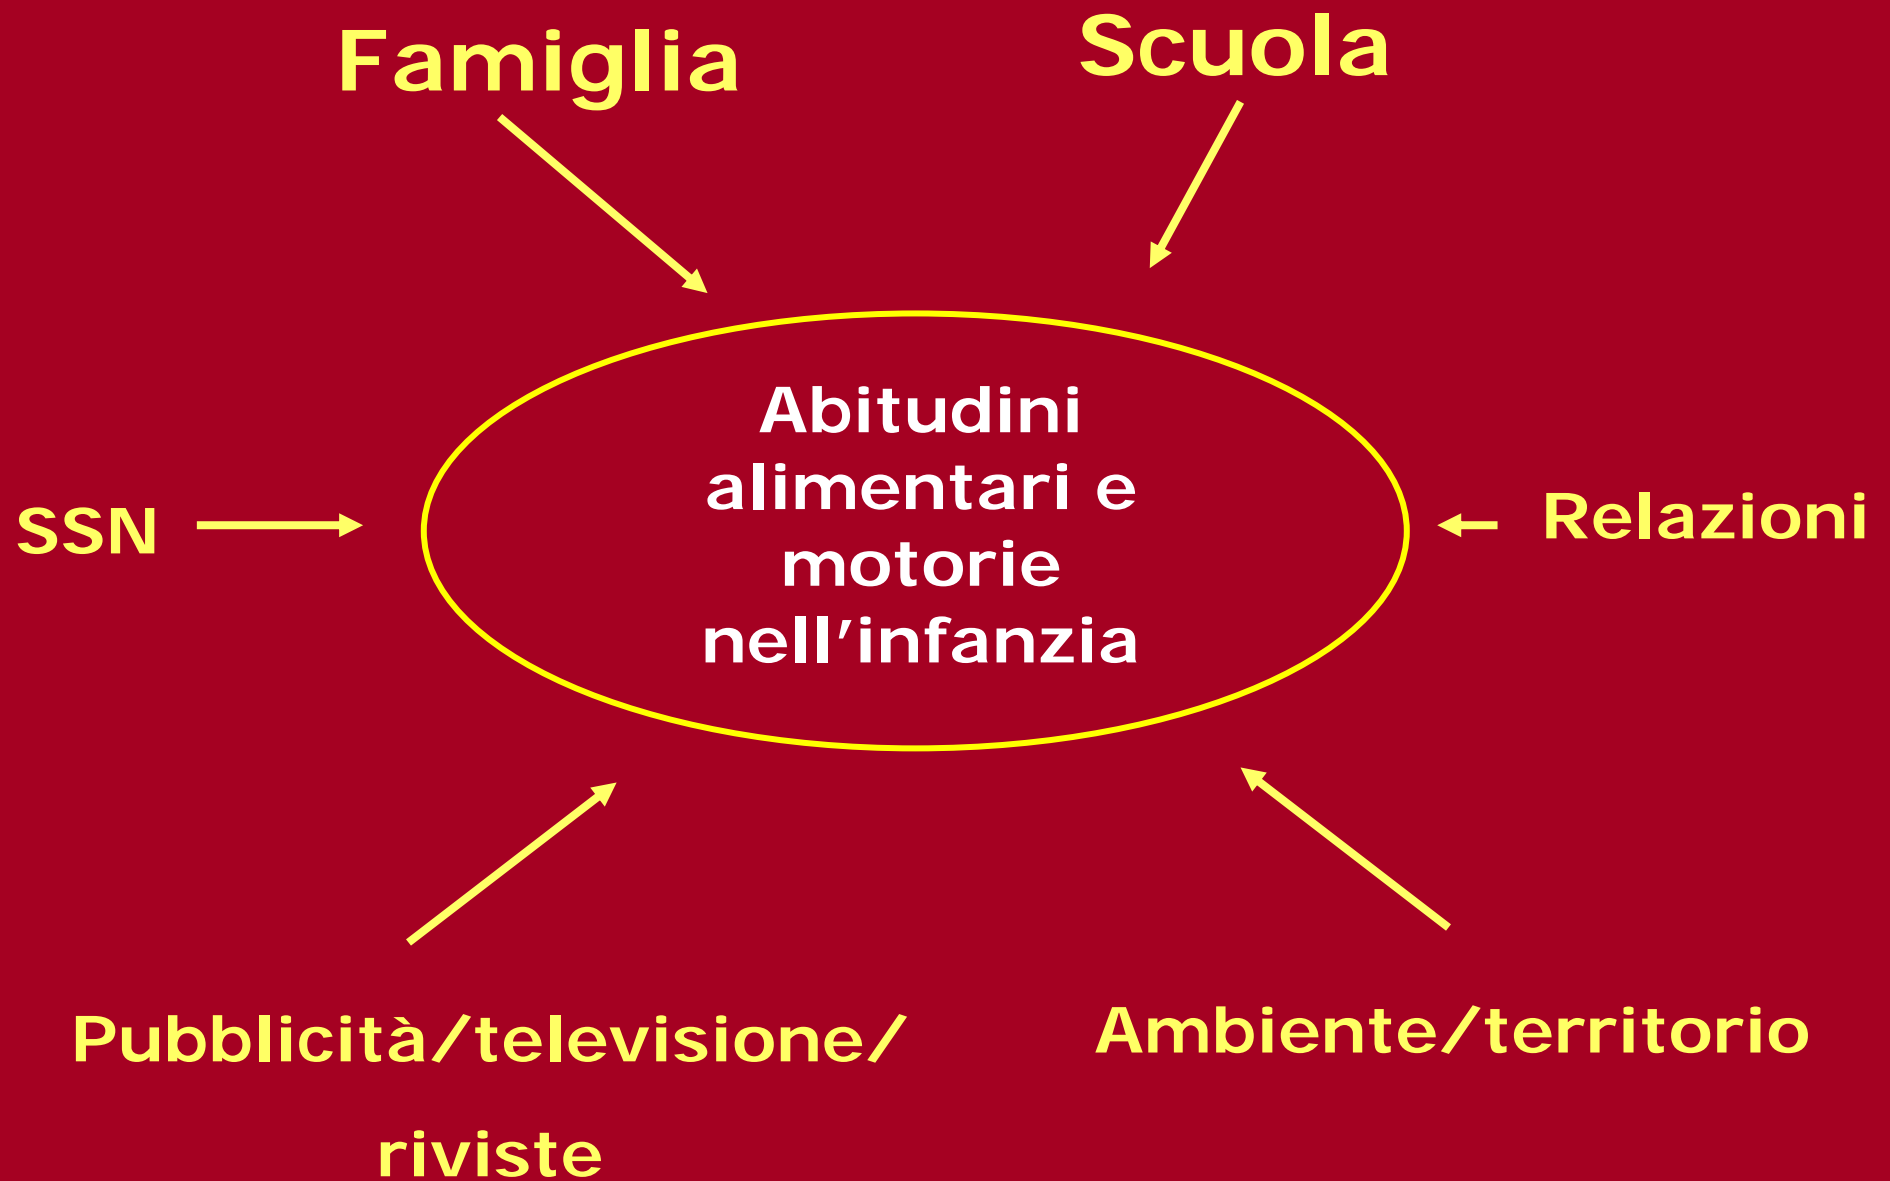 Famiglia
Scuola
Abitudini
alimentari e
motorie
nell'infanzia
SSN
Relazioni
Pubblicità/televisione/
riviste
Ambiente/territorio